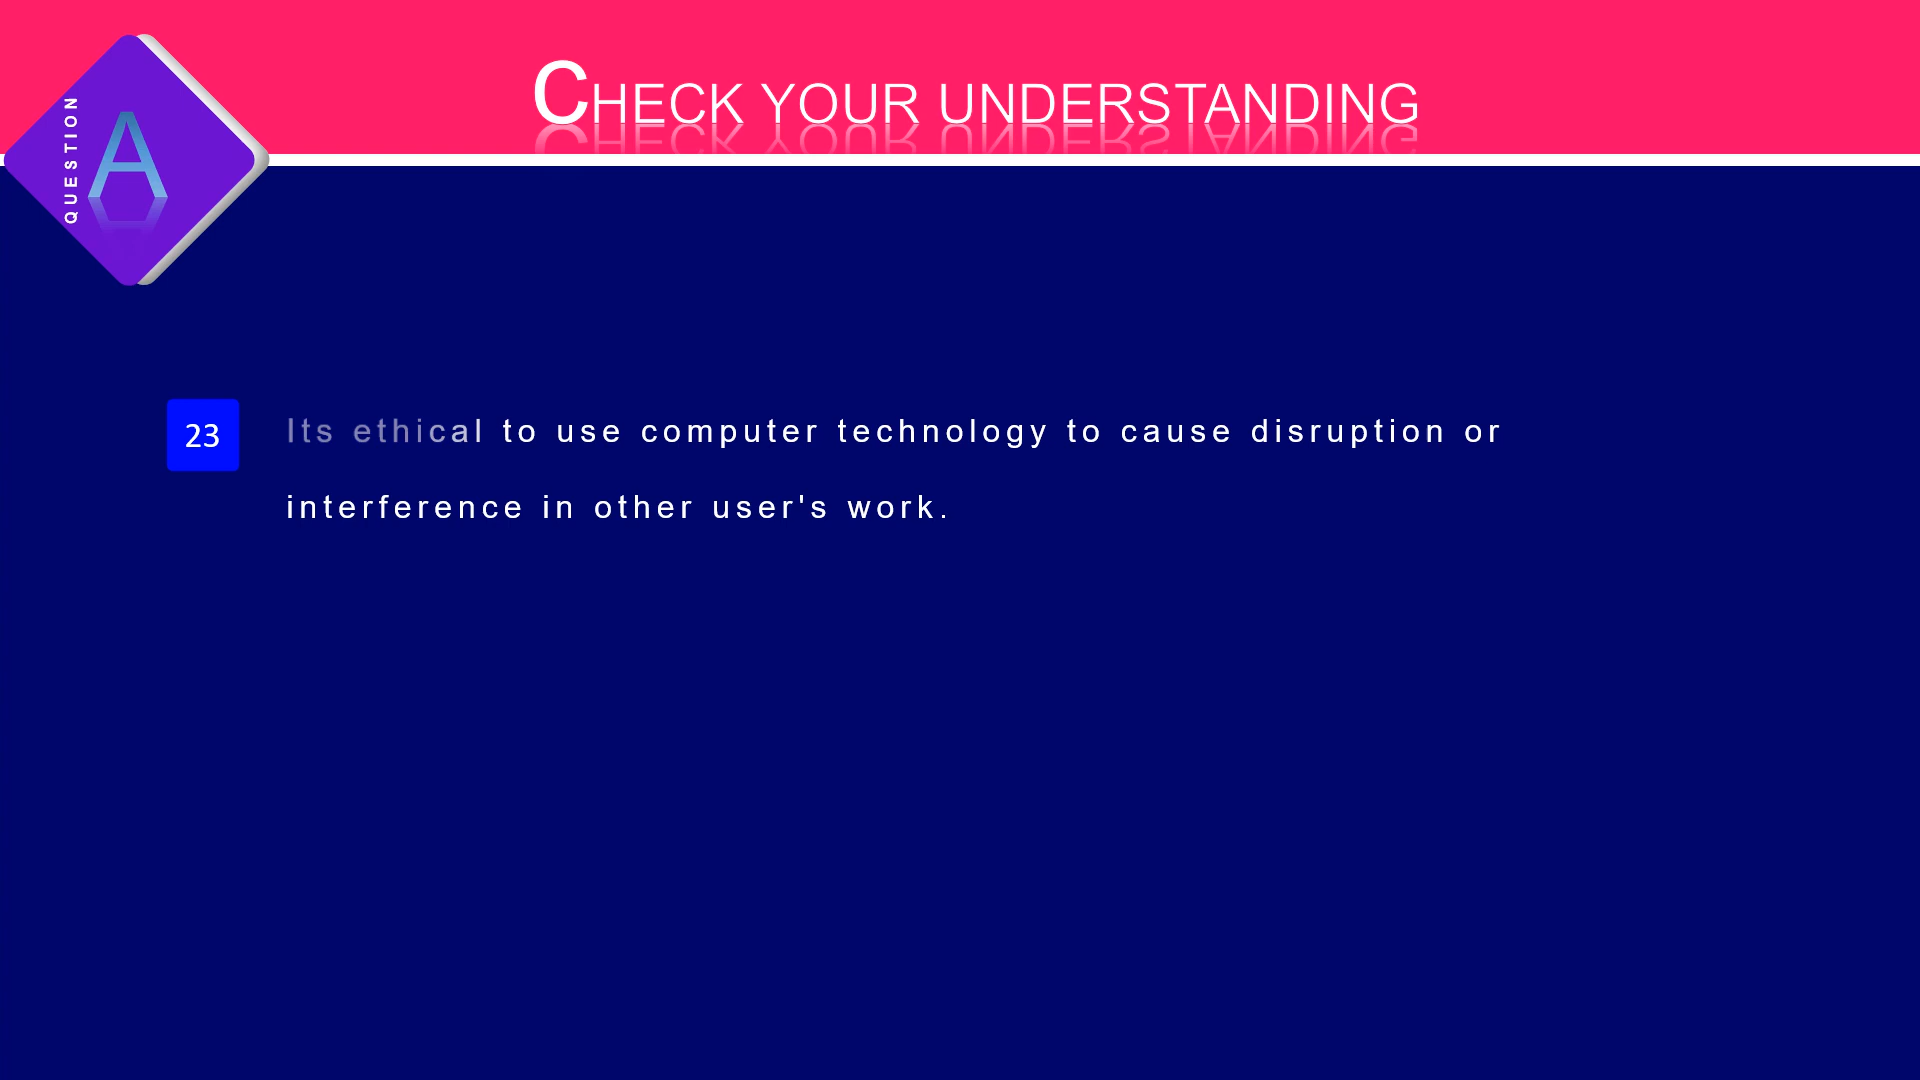 CHECK YOUR UNDERSTANDING
QUESTION
A
23
Its ethical to use computer technology to cause disruption or
interference in other user's work.